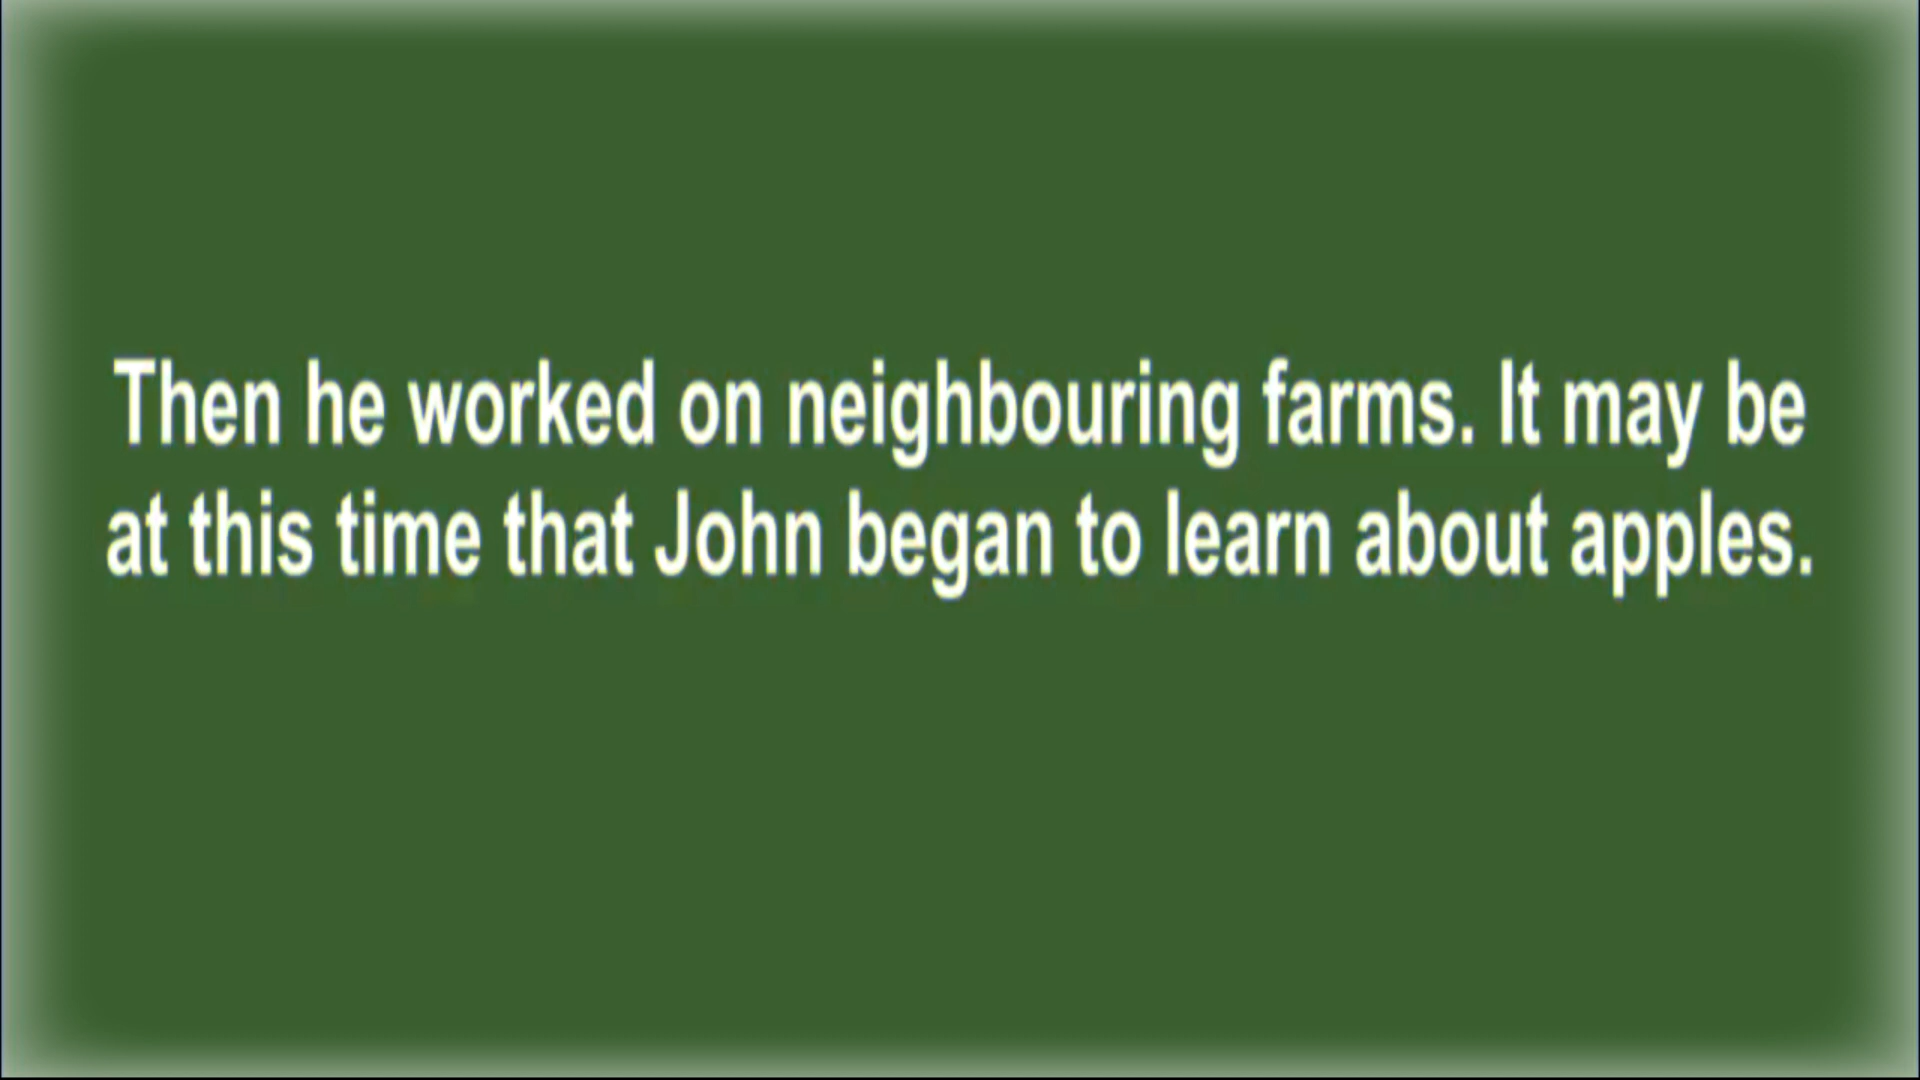 Then he worked on neighbouring farms. It may be
at this time that John began to learn about apples.